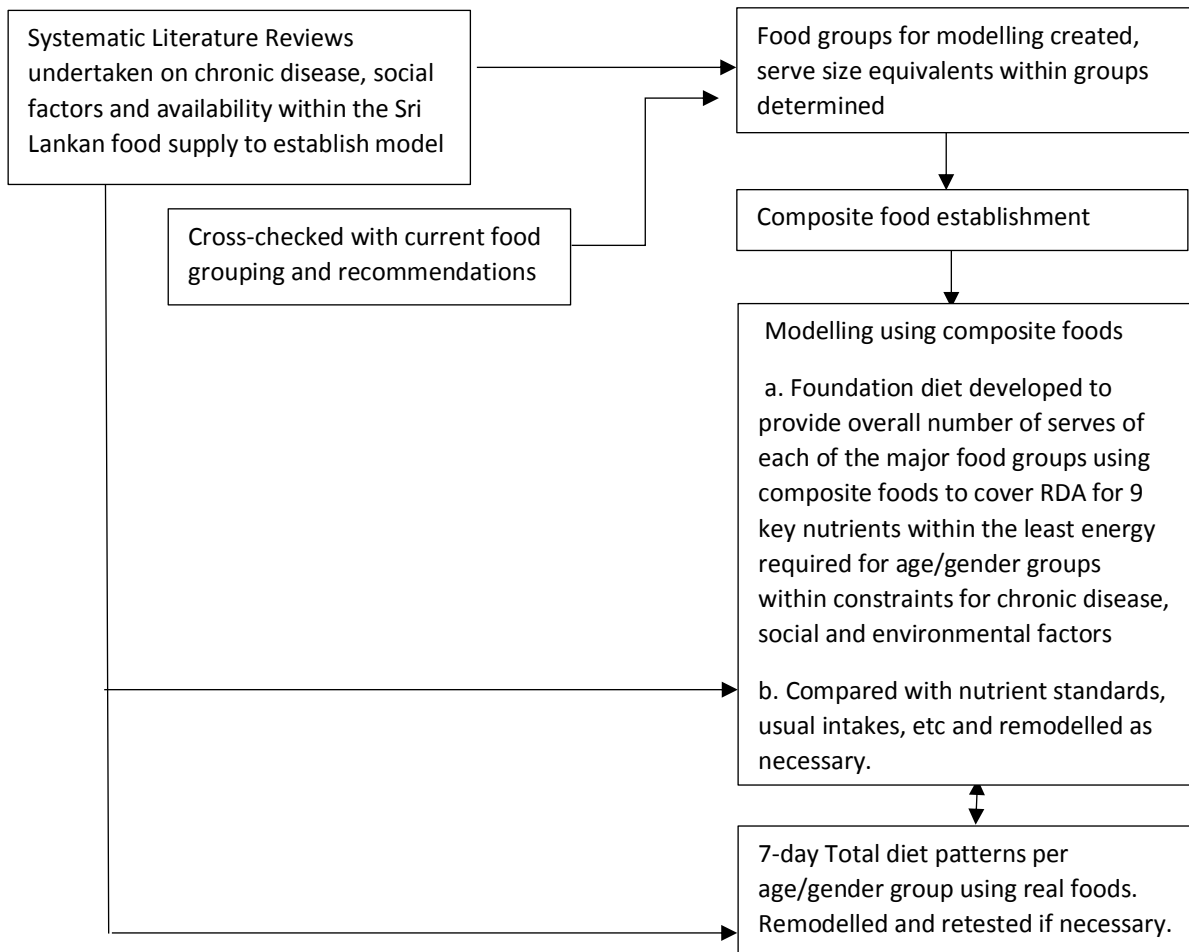 Systematic Literature Reviews
undertaken on chronic disease, social
factors and availability within the Sri
Lankan food supply to establish model
Food groups for modelling created,
serve size equivalents within groups
determined
Cross-checked with current food
grouping and recommendations
Composite food establishment
Modelling using composite foods
a. Foundation diet developed to
provide overall number of serves of
each of the major food groups using
composite foods to cover RDA for 9
key nutrients within the least energy
required for age/gender groups
within constraints for chronic disease,
social and environmental factors
b. Compared with nutrient standards,
usual intakes, etc and remodelled as
necessary.
7-day Total diet patterns per
age/gender group using real foods.
Remodelled and retested if necessary.